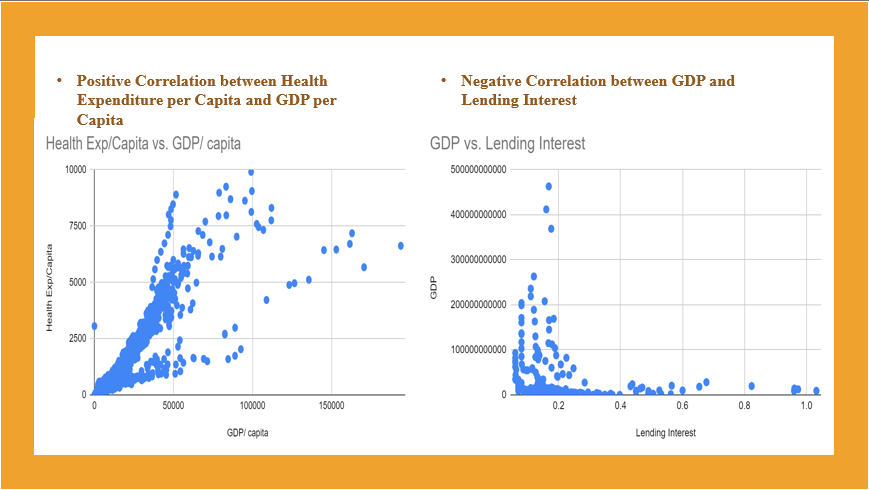 • Positive Correlation between Health
Expenditure per Capita and GDP per
Capita
Health Exp/Capita vs. GDP/ capita
10000
7500
5000
2500
0
Health Exp/Capita
0 50000 100000 150000
GDP/ capita
• Negative Correlation between GDP and
Lending Interest
GDP vs. Lending Interest
500000000000
400000000000
300000000000
200000000000
100000000000
0
GDP
0.2 0.4 0.6 0.8 1.0
Lending Interest